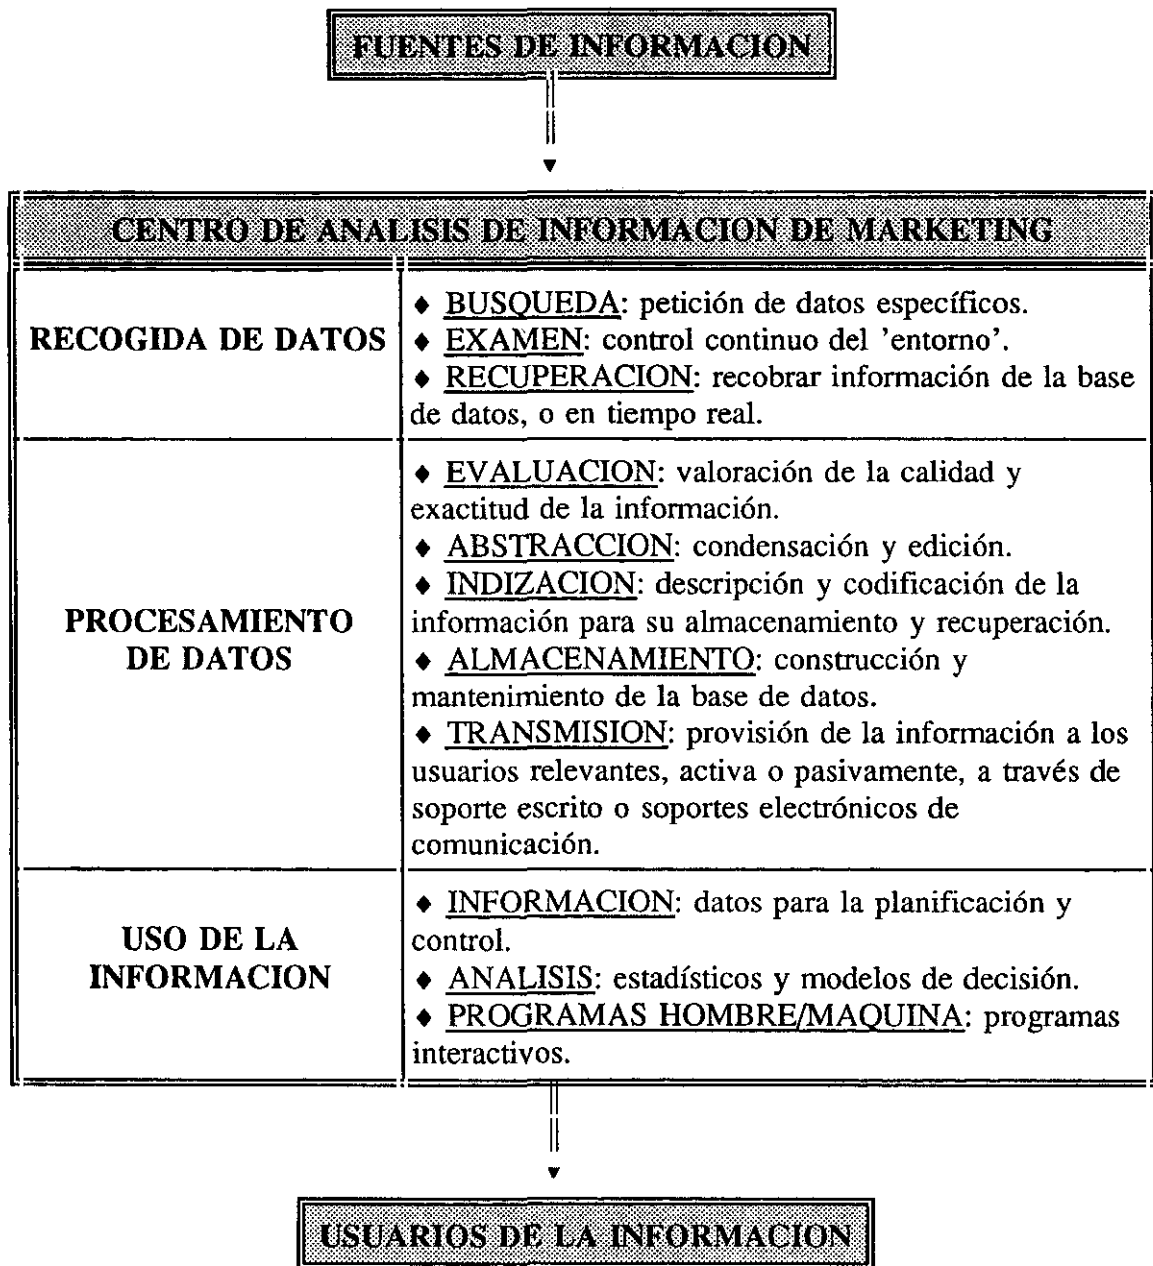 FUENTES DE INFORMACION
CENTRO DE ANALISIS DE INFORMACION DE MARKETING
RECOGIDA DE DATOS
♦ BUSQUEDA: petición de datos específicos.
♦ EXAMEN: control continuo del 'entorno'.
♦ RECUPERACION: recobrar información de la base
de datos, o en tiempo real.
PROCESAMIENTO
DE DATOS
♦ EVALUACION: valoración de la calidad y
exactitud de la información.
♦ ABSTRACCION: condensación y edición.
♦ INDIZACION: descripción y codificación de la
información para su almacenamiento y recuperación.
♦ ALMACENAMIENTO: construcción y
mantenimiento de la base de datos.
♦ TRANSMISION: provisión de la información a los
usuarios relevantes, activa o pasivamente, a través de
soporte escrito o soportes electrónicos de
comunicación.
USO DE LA
INFORMACION
♦ INFORMACION: datos para la planificación y
control.
♦ ANALISIS: estadísticos y modelos de decisión.
♦ PROGRAMAS HOMBRE/MAQUINA: programas
interactivos.
USUARIOS DE LA INFORMACION